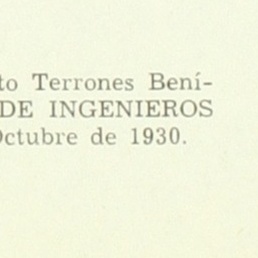 to Terrones Bení-
DE INGENIEROS
Octubre de 1930.